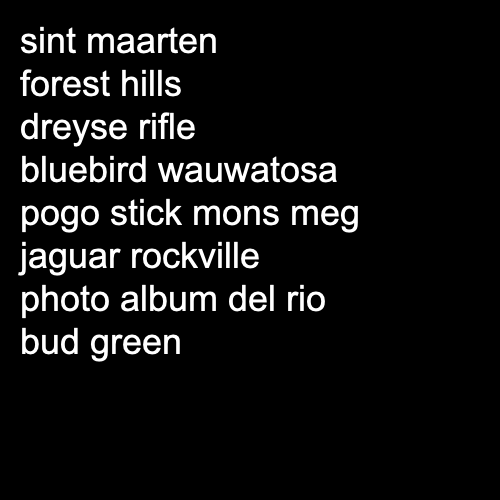 sint maarten
forest hills
dreyse rifle
bluebird wauwatosa
pogo stick mons meg
jaguar rockville
photo album del rio
bud green